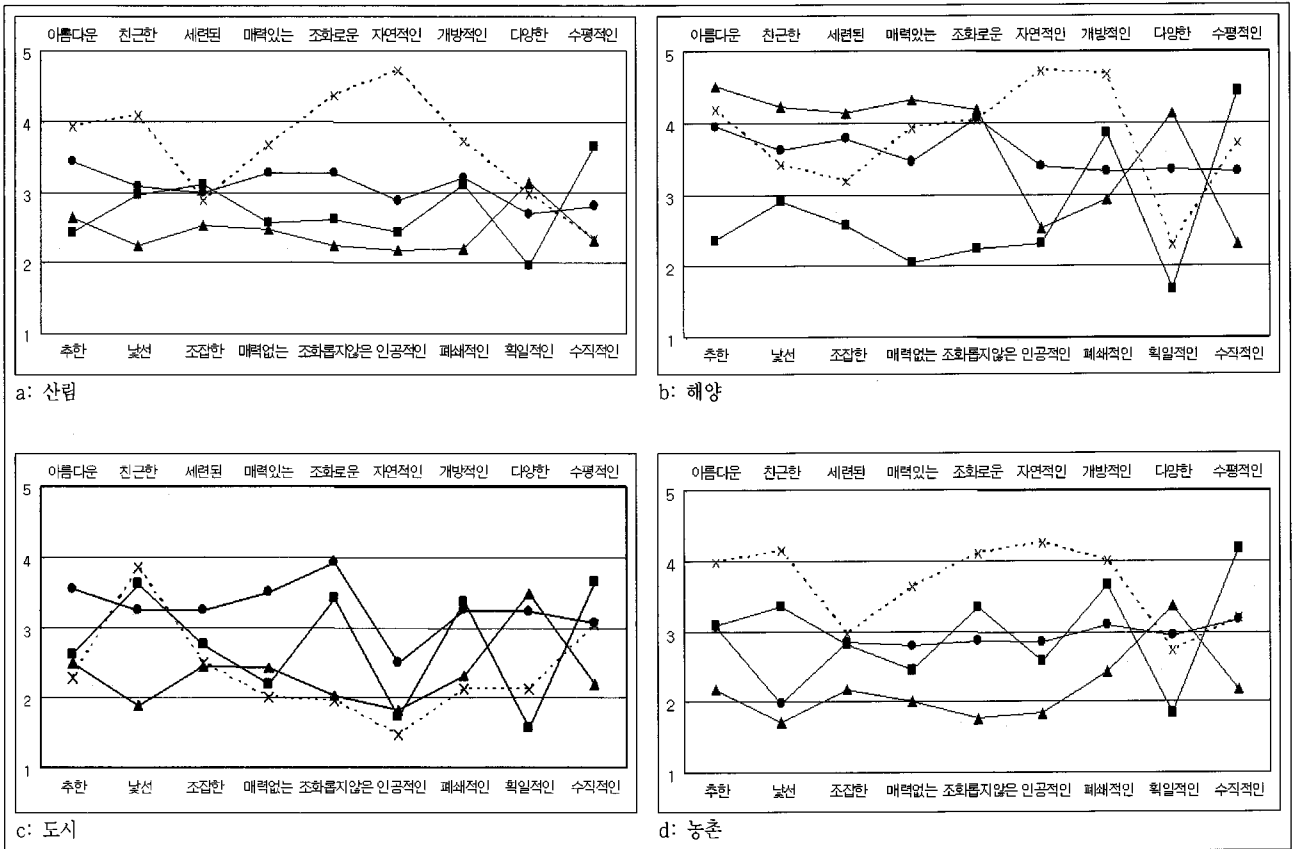 아름다운 친근한 세련된 매력있는 조화로운 자연적인 개방적인 다양한 수평적인
5
4
3
2
1
추한 낯선 조잡한 매력없는 조화롭지않은 인공적인 폐쇄적인 획일적인 수직적인
a: 산림
아름다운 친근한 세련된 매력있는 조화로운 자연적인 개방적인 다양한 수평적인
5
4
3
2
1
추한 낯선 조잡한 매력없는 조화롭지않은 인공적인 폐쇄적인 획일적인 수직적인
b: 해양
아름다운 친근한 세련된 매력있는 조화로운 자연적인 개방적인 다양한 수평적인
5
4
3
2
1
추한 낯선 조잡한 매력없는 조화롭지않은 인공적인 폐쇄적인 획일적인 수직적인
c: 도시
아름다운 친근한 세련된 매력있는 조화로운 자연적인 개방적인 다양한 수평적인
5
4
3
2
1
추한 낯선 조잡한 매력없는 조화롭지않은 인공적인 폐쇄적인 획일적인 수직적인
d: 농촌